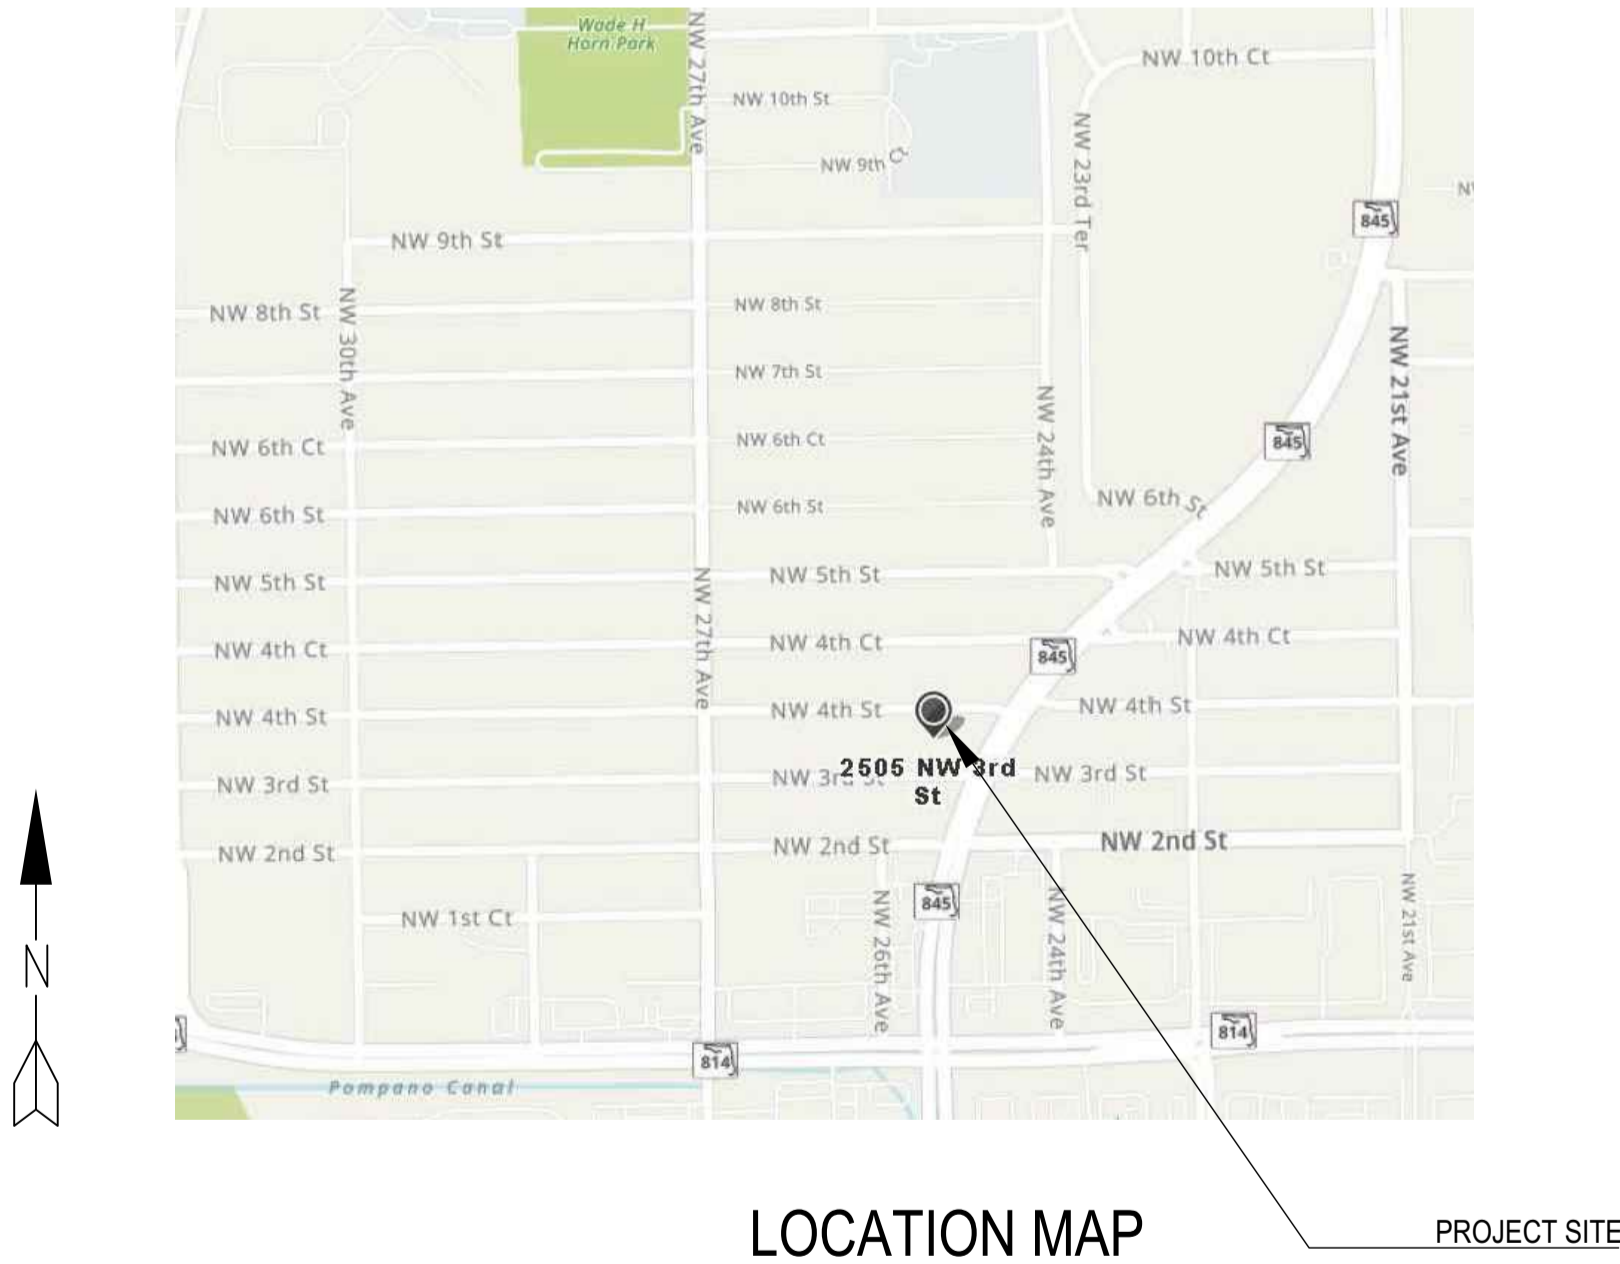 Wade H
Horn Park
NW 27th Ave
NW 10th Ct
NW 10th St
NW 9th Ct
NW 23rd Ter
845
NW 9th St
NW 8th St
NW 30th Ave
NW 8th St
NW 7th St
NW 21st Ave
NW 24th Ave
845
NW 6th Ct
NW 6th Ct
NW 6th St
NW 6th St
NW 6th St
NW 5th St
NW 27th Ave
NW 5th St
NW 5th St
NW 4th Ct
NW 4th Ct
845
NW 4th Ct
NW 4th St
NW 4th St
NW 4th St
2505 NW 3rd
St
NW 3rd St
NW 3rd St
NW 3rd St
NW 2nd St
NW 2nd St
NW 2nd St
NW 1st Ct
NW 26th Ave
845
NW 24th Ave
NW 21st Ave
N
814
814
Pompano Canal
LOCATION MAP
PROJECT SITE